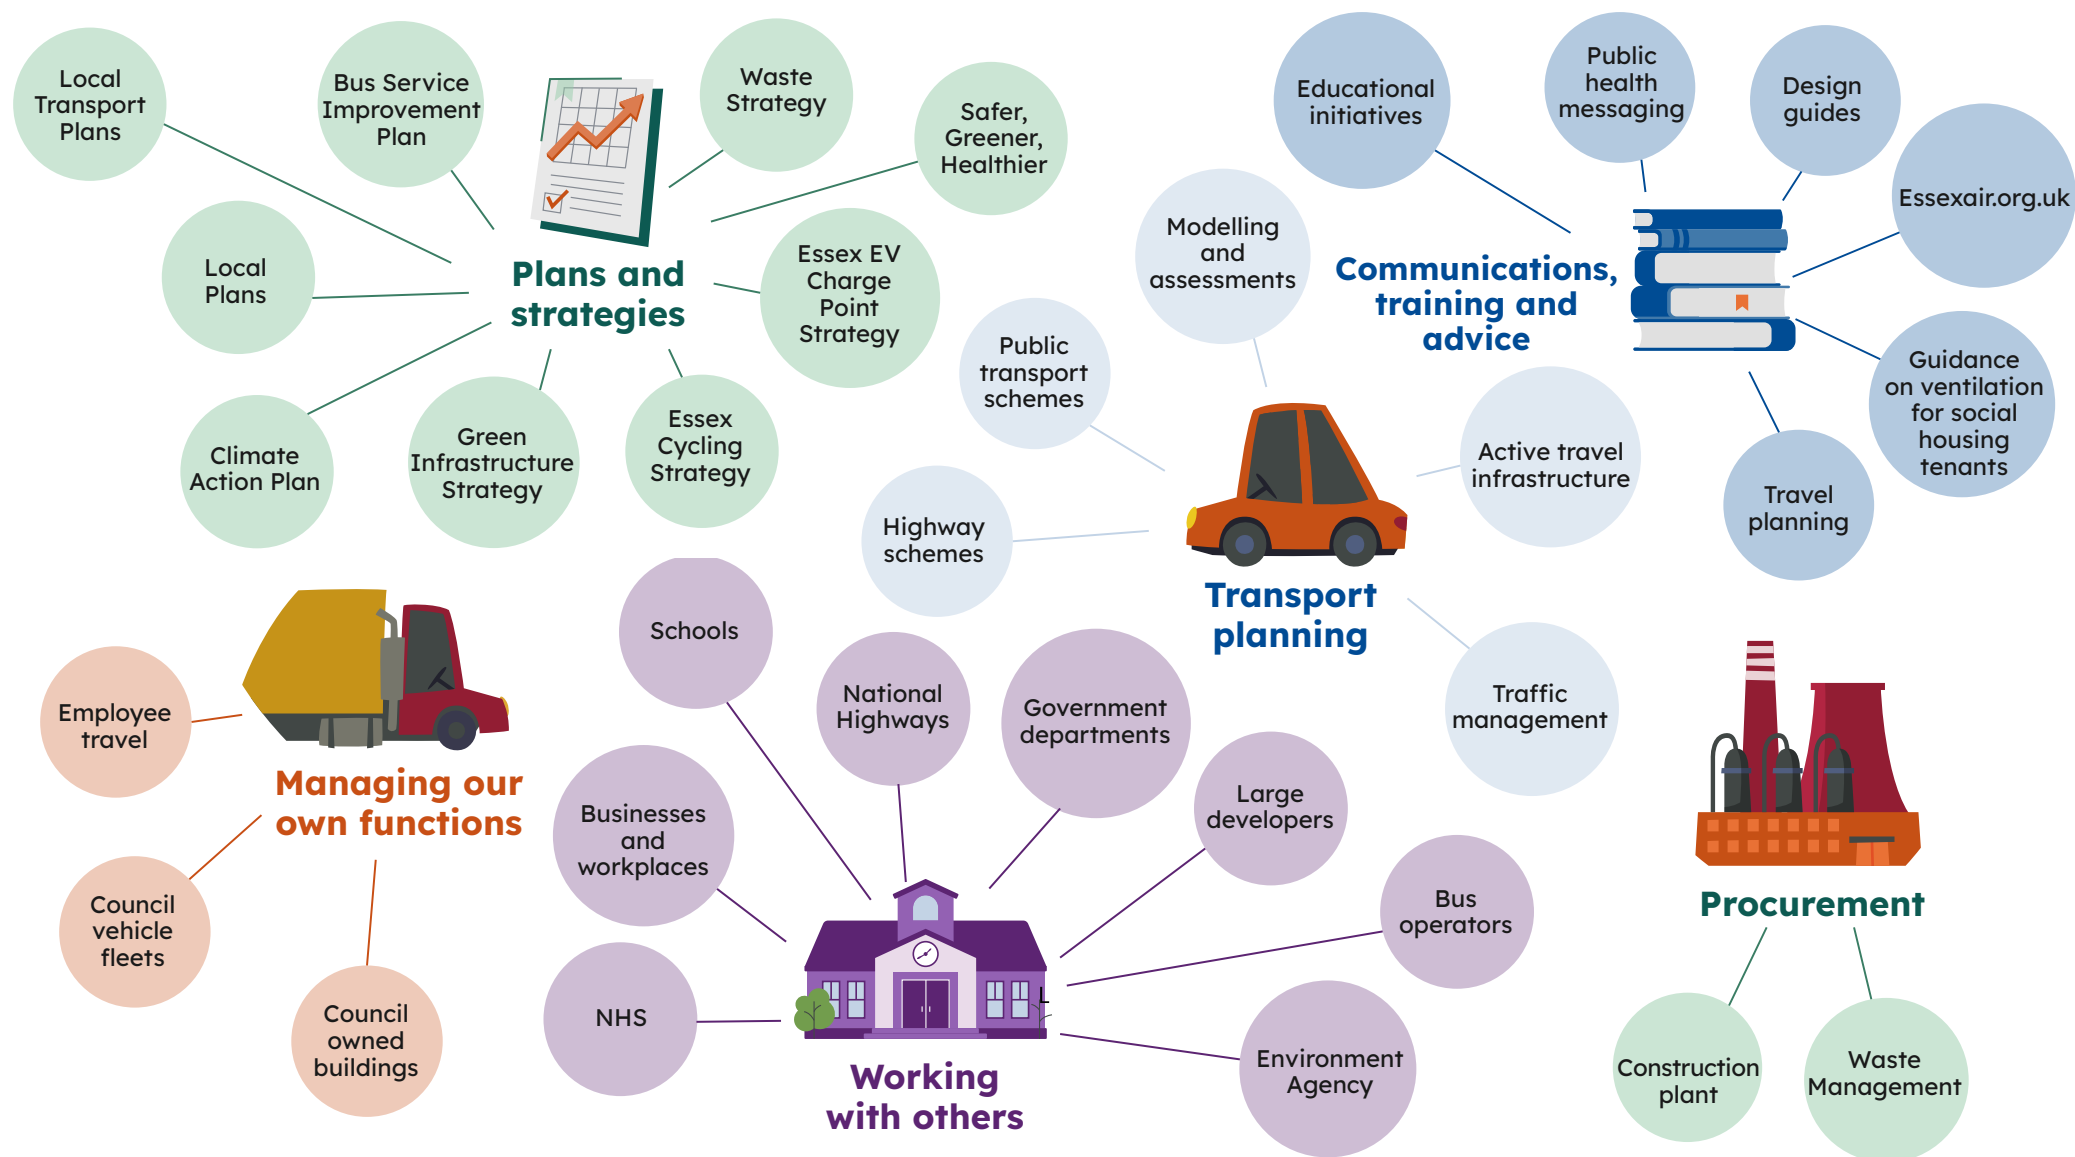 Local
Transport
Plans
Bus Service
Improvement
Plan
Waste
Strategy
Safer,
Greener,
Healthier
Local
Plans
Plans and
strategies
Essex EV
Charge
Point
Strategy
Climate
Action Plan
Green
Infrastructure
Strategy
Essex
Cycling
Strategy
Educational
initiatives
Public
health
messaging
Design
guides
Essexair.org.uk
Communications,
training and
advice
Guidance
on ventilation
for social
housing
tenants
Travel
planning
Modelling
and
assessments
Public
transport
schemes
Active travel
infrastructure
Highway
schemes
Transport
planning
Traffic
management
Employee
travel
Managing our
own functions
Council
vehicle
fleets
Council
owned
buildings
Schools
National
Highways
Government
departments
Businesses
and
workplaces
Large
developers
Bus
operators
NHS
L
Environment
Agency
Working
with others
Procurement
Construction
plant
Waste
Management